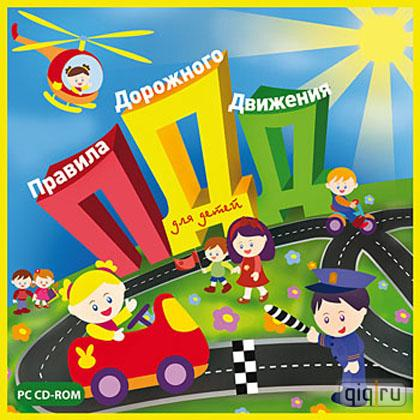 Правила
Дорожного
Движения
ПДД
для детей
PC CD-ROM
qiq.ru